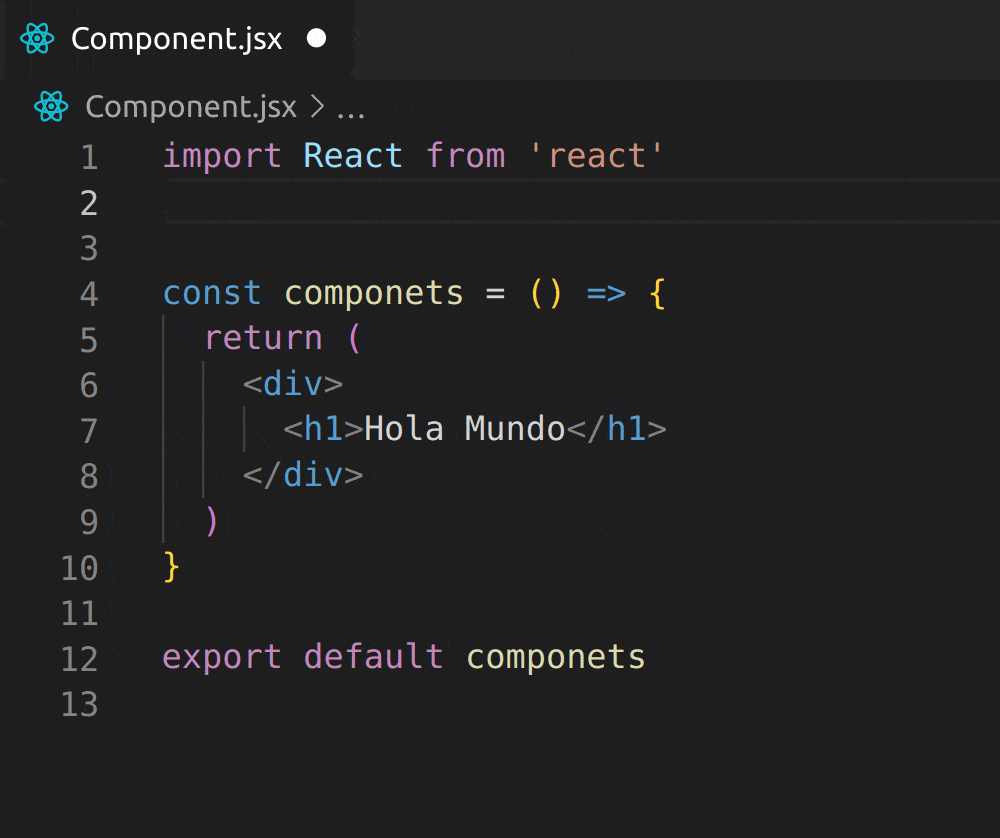 Component.jsx
Component.jsx > ...
1 import React from 'react'
2
3
4 const componets = () => {
5   return (
6     <div>
7       <h1>Hola Mundo</h1>
8     </div>
9   )
10 }
11
12 export default componets
13